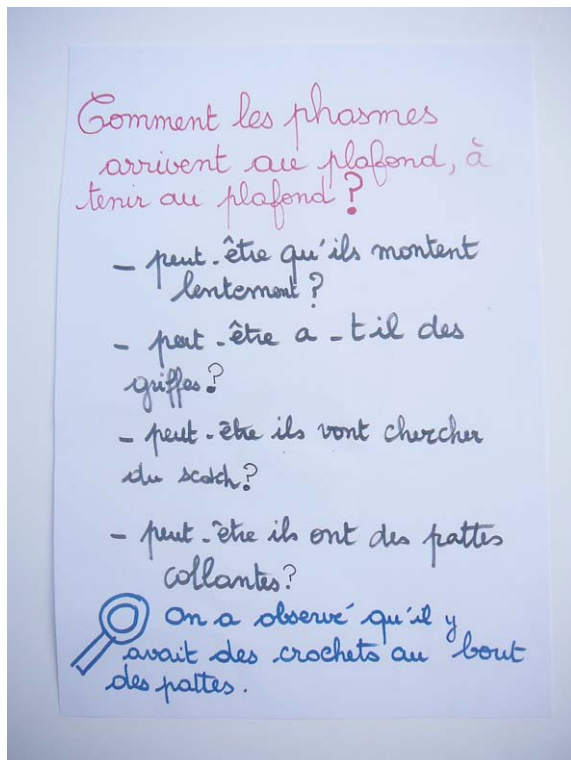 Comment les phasmes
arrivent au plafond, à
tenir au plafond ?
- peut-être qu'ils montent
lentement ?
- peut-être a-t il des
griffes ?
- peut-être ils vont chercher
du scotch ?
- peut-être ils ont des pattes
collantes ?
On a observé qu'il y
avait des crochets au bout
des pattes.